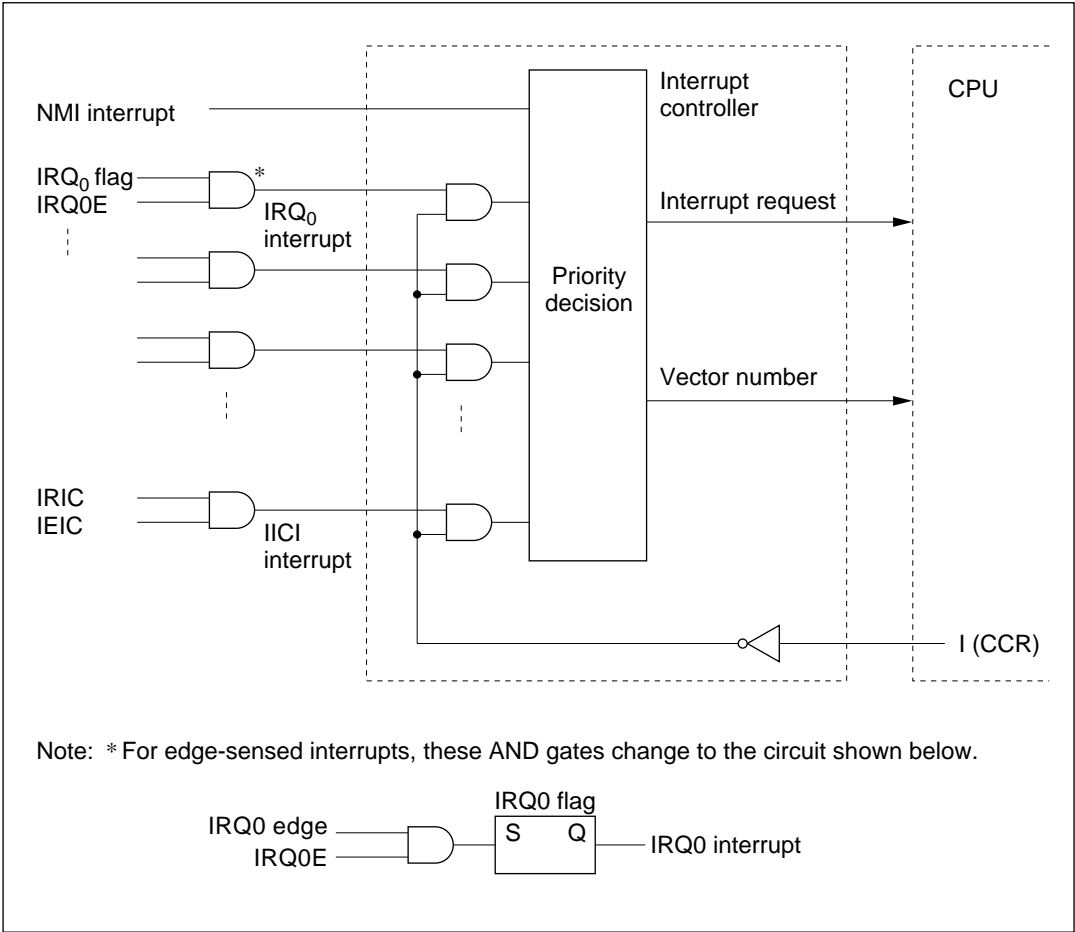 Interrupt
controller
CPU
NMI interrupt
IRQ₀ flag
IRQ0E
*
IRQ₀
interrupt
Interrupt request
Priority
decision
Vector number
IRIC
IEIC
IICI
interrupt
I (CCR)
Note: * For edge-sensed interrupts, these AND gates change to the circuit shown below.
IRQ0 flag
IRQ0 edge
IRQ0E
S Q
IRQ0 interrupt